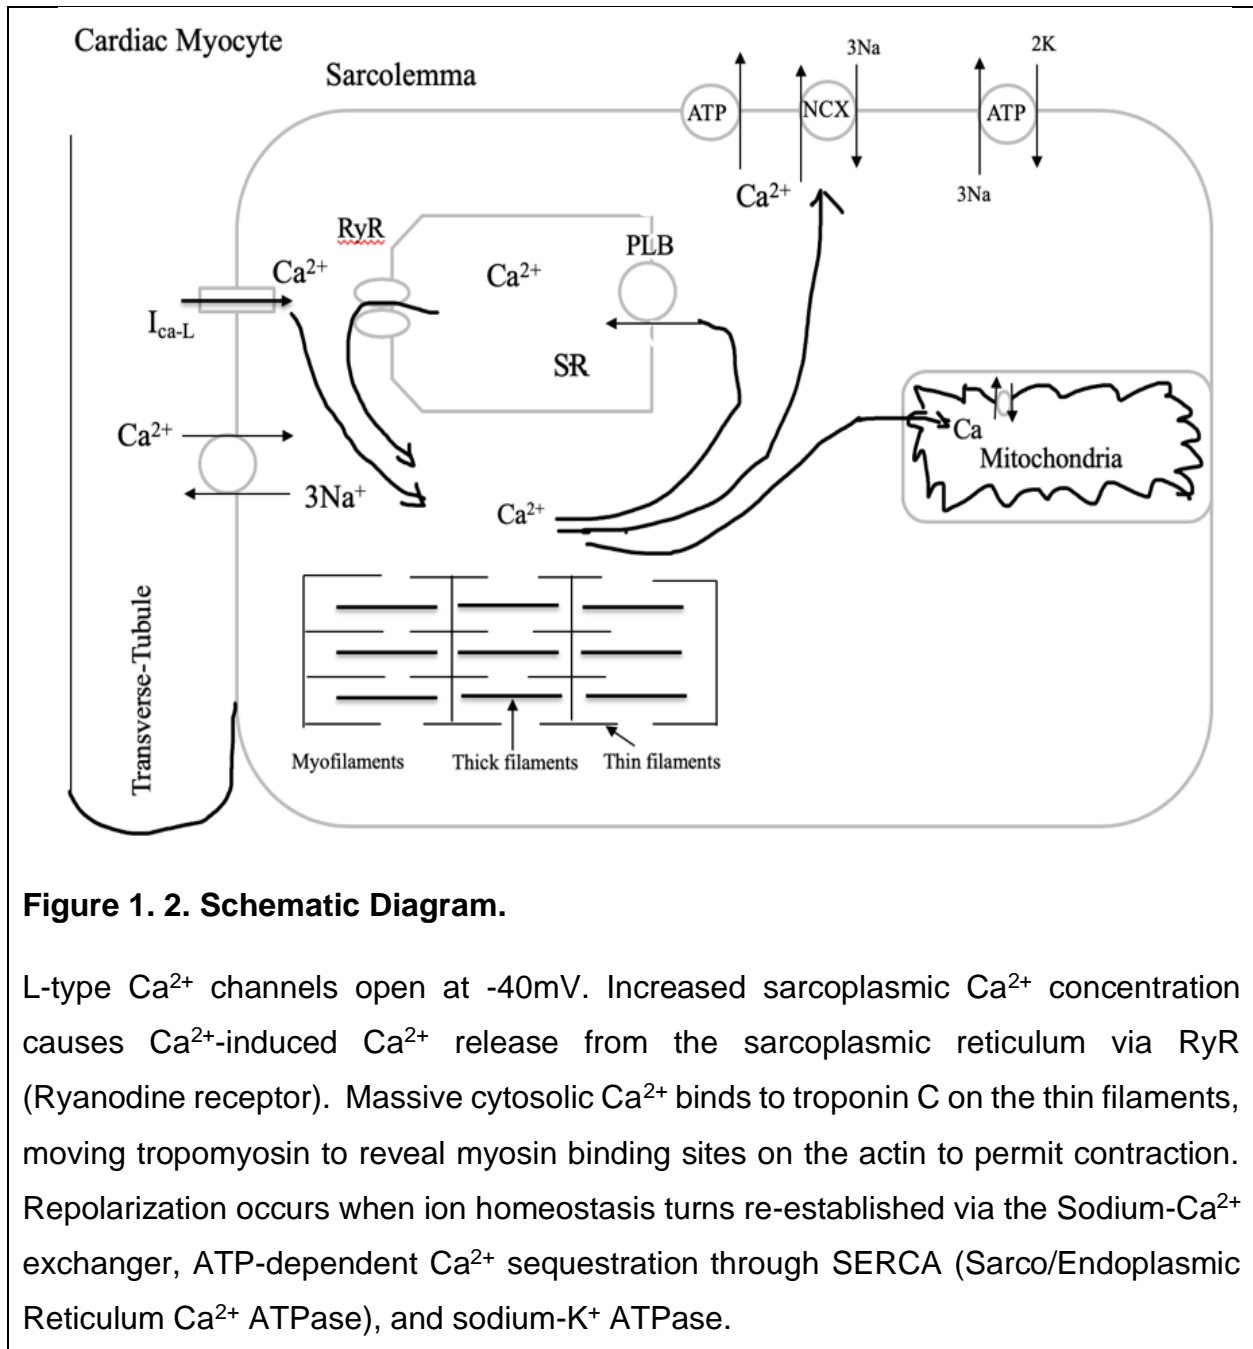 Cardiac Myocyte
Sarcolemma
3Na
2K
ATP
NCX
ATP
Ca²⁺
3Na
RyR
PLB
Ca²⁺
Ca²⁺
I_ca-L
SR
Ca²⁺
3Na⁺
Ca²⁺
Ca
Mitochondria
Transverse-Tubule
Myofilaments
Thick filaments
Thin filaments
Figure 1. 2. Schematic Diagram.
L-type Ca²⁺ channels open at -40mV. Increased sarcoplasmic Ca²⁺ concentration
causes Ca²⁺-induced Ca²⁺ release from the sarcoplasmic reticulum via RyR
(Ryanodine receptor). Massive cytosolic Ca²⁺ binds to troponin C on the thin filaments,
moving tropomyosin to reveal myosin binding sites on the actin to permit contraction.
Repolarization occurs when ion homeostasis turns re-established via the Sodium-Ca²⁺
exchanger, ATP-dependent Ca²⁺ sequestration through SERCA (Sarco/Endoplasmic
Reticulum Ca²⁺ ATPase), and sodium-K⁺ ATPase.